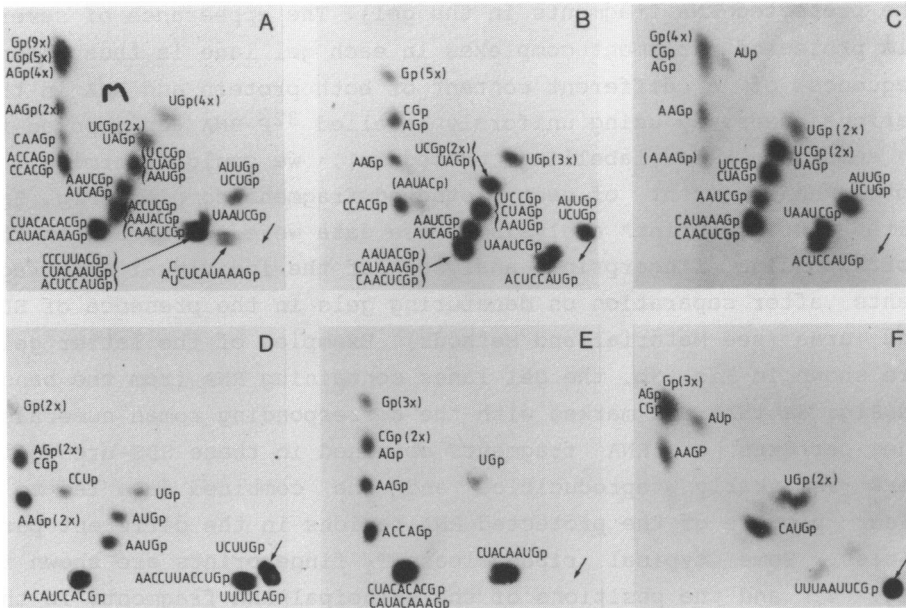 A
Gp(9x)
CGp(5x)
AGp(4x)
AAGp(2x)
CAAGp
ACCAGp
CCACGp
CUACACACGp
CAUACAAAGp
CCCUUACGp
CUACAAUGp
ACUCCAUGp
UGp(4x)
UCGp(2x)
UAGp
UCCGp
CUAGp
AAUGp
AAUCGp
AUCAGp
ACCUCGp
AAUACGp
CAACUCGp
AUUGp
UCUGp
UAAUCGp
B
Gp(5x)
CGp
AGp
UCGp(2x)
UAGp
UGp(3x)
AAGp
(AAUACp)
CCACGp
UCCGp
CUAGp
AAUGp
AAUCGp
AUCAGp
AUUGp
UCUGp
UAAUCGp
AAUACGp
CAUAAAGp
CAACUCGp
ACUCCAUGp
C
Gp(4x)
CGp
AGp
AUp
AAGp
(AAAGp)
UGp(2x)
UCGp(2x)
UAGp
UCCGp
CUAGp
AAUCGp
AUUGp
UCUGp
CAUAAAGp
CAACUCGp
UAAUCGp
ACUCCAUGp
D
Gp(2x)
AGp(2x)
CGp
AAGp(2x)
CCUp
UGp
AUGp
AAUGp
UCUUGp
AACCUUACCUGp
ACAUCCACGp
UUUUCAGp
E
Gp(3x)
CGp(2x)
AGp
AAGp
UGp
ACCAGp
CUACAAUGp
CUACACACGp
CAUACAAAGp
F
Gp(3x)
AGp
CGp
AUp
AAGP
UGp(2x)
CAUGp
UUUAAUUCGp